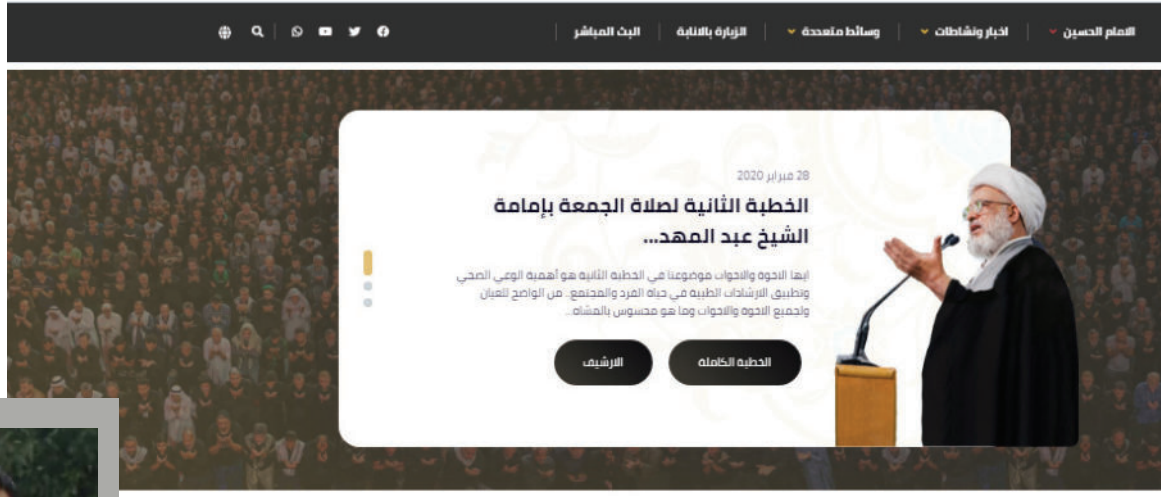 الامام الحسين
اخبار ونشاطات
وسائط متعددة
الزيارة بالانابة
البث المباشر
28 فبراير 2020
الخطبة الثانية لصلاة الجمعة بإمامة
الشيخ عبد المهد...
ايها الاخوة والاخوات موضوعنا في الخطبة الثانية هو أهمية الوعي الصحي
وتطبيق الارشادات الطبية في حياة الفرد والمجتمع. من الواضح للعيان
ولجميع الاخوة والاخوات وما هو محسوس بالمشاه...
الخطبة الكاملة
الارشيف